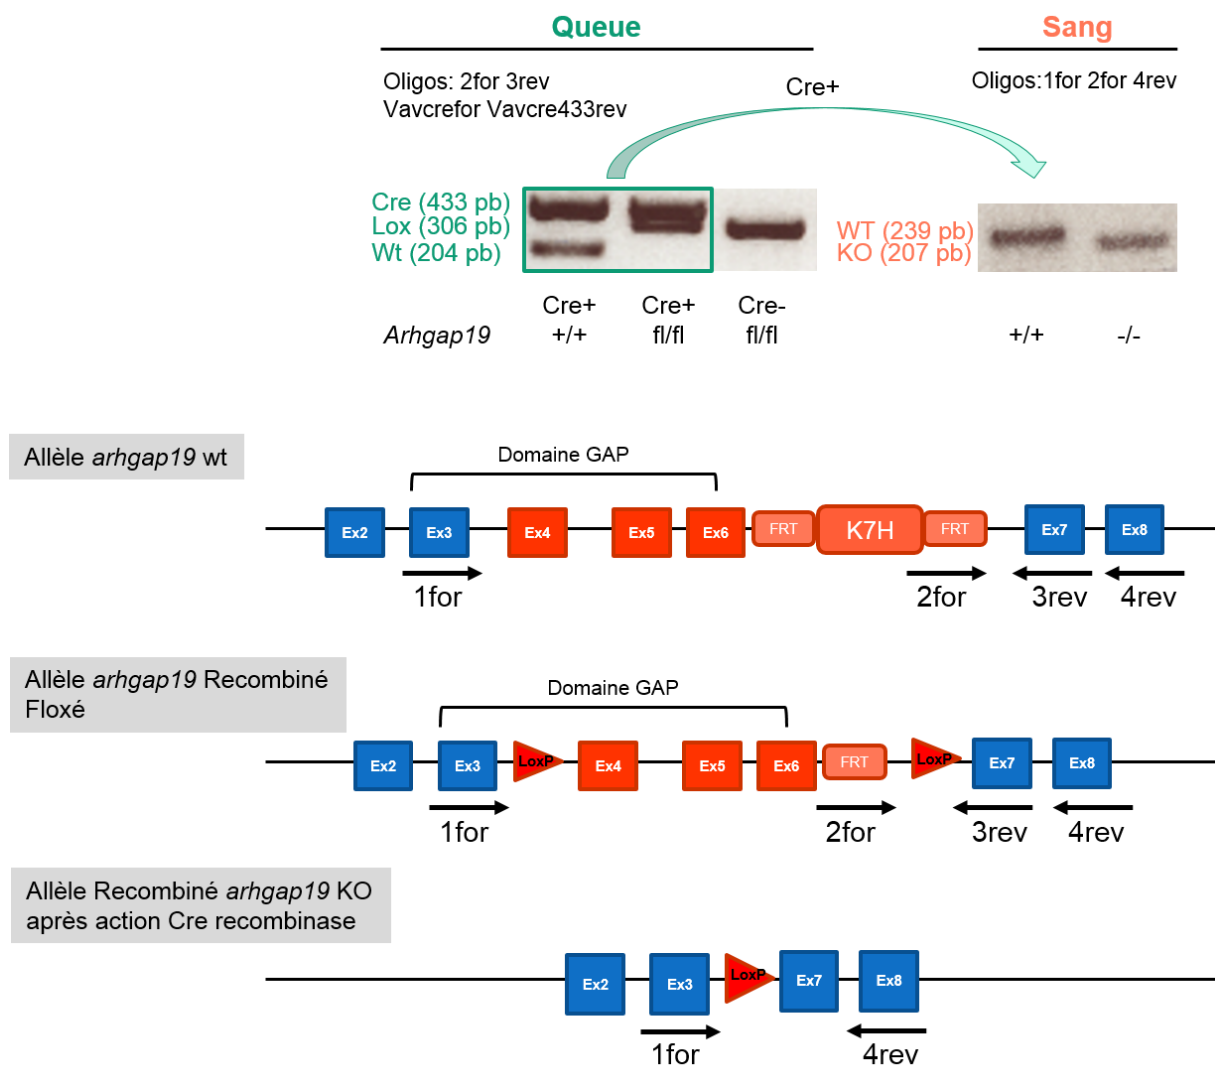 Queue
Sang
Oligos: 2for 3rev
Vavcrefor Vavcre433rev
Cre+
Oligos:1for 2for 4rev
Cre (433 pb)
Lox (306 pb)
Wt (204 pb)
WT (239 pb)
KO (207 pb)
Cre+ Cre+ Cre-
Arhgap19 +/+ fl/fl fl/fl +/+ -/-
Allèle arhgap19 wt
Domaine GAP
Ex2 Ex3 Ex4 Ex5 Ex6 FRT K7H FRT Ex7 Ex8
1for 2for 3rev 4rev
Allèle arhgap19 Recombiné
Floxé
Domaine GAP
Ex2 Ex3 LoxP Ex4 Ex5 Ex6 FRT LoxP Ex7 Ex8
1for 2for 3rev 4rev
Allèle Recombiné arhgap19 KO
après action Cre recombinase
Ex2 Ex3 LoxP Ex7 Ex8
1for 4rev